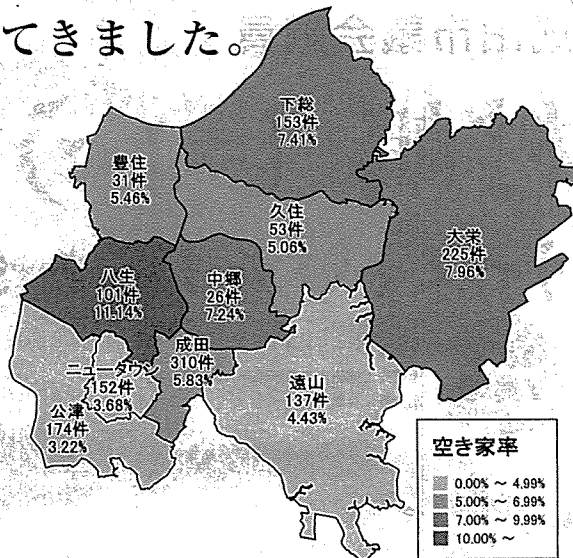 てきました。
下総
153件
7.41%
豊住
31件
5.46%
久住
53件
5.06%
大栄
225件
7.96%
八生
101件
11.14%
中郷
26件
7.24%
成田
310件
5.83%
ニュータウン
152件
3.68%
公津
174件
3.22%
遠山
137件
4.43%
空き家率
0.00% ~ 4.99%
5.00% ~ 6.99%
7.00% ~ 9.99%
10.00% ~